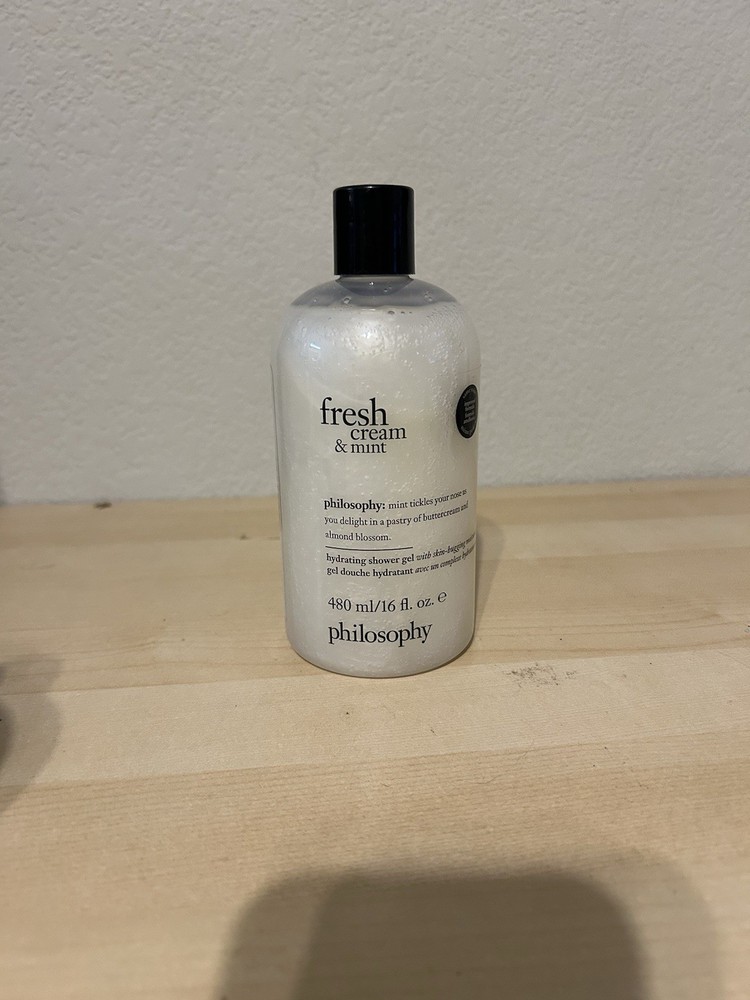 fresh
cream
& mint
philosophy: mint tickles your nose as
you delight in a pastry of buttercream and
almond blossom.
hydrating shower gel with skin-hugging
gel douche hydratant avec un complexe
480 ml/16 fl. oz. ℮
philosophy